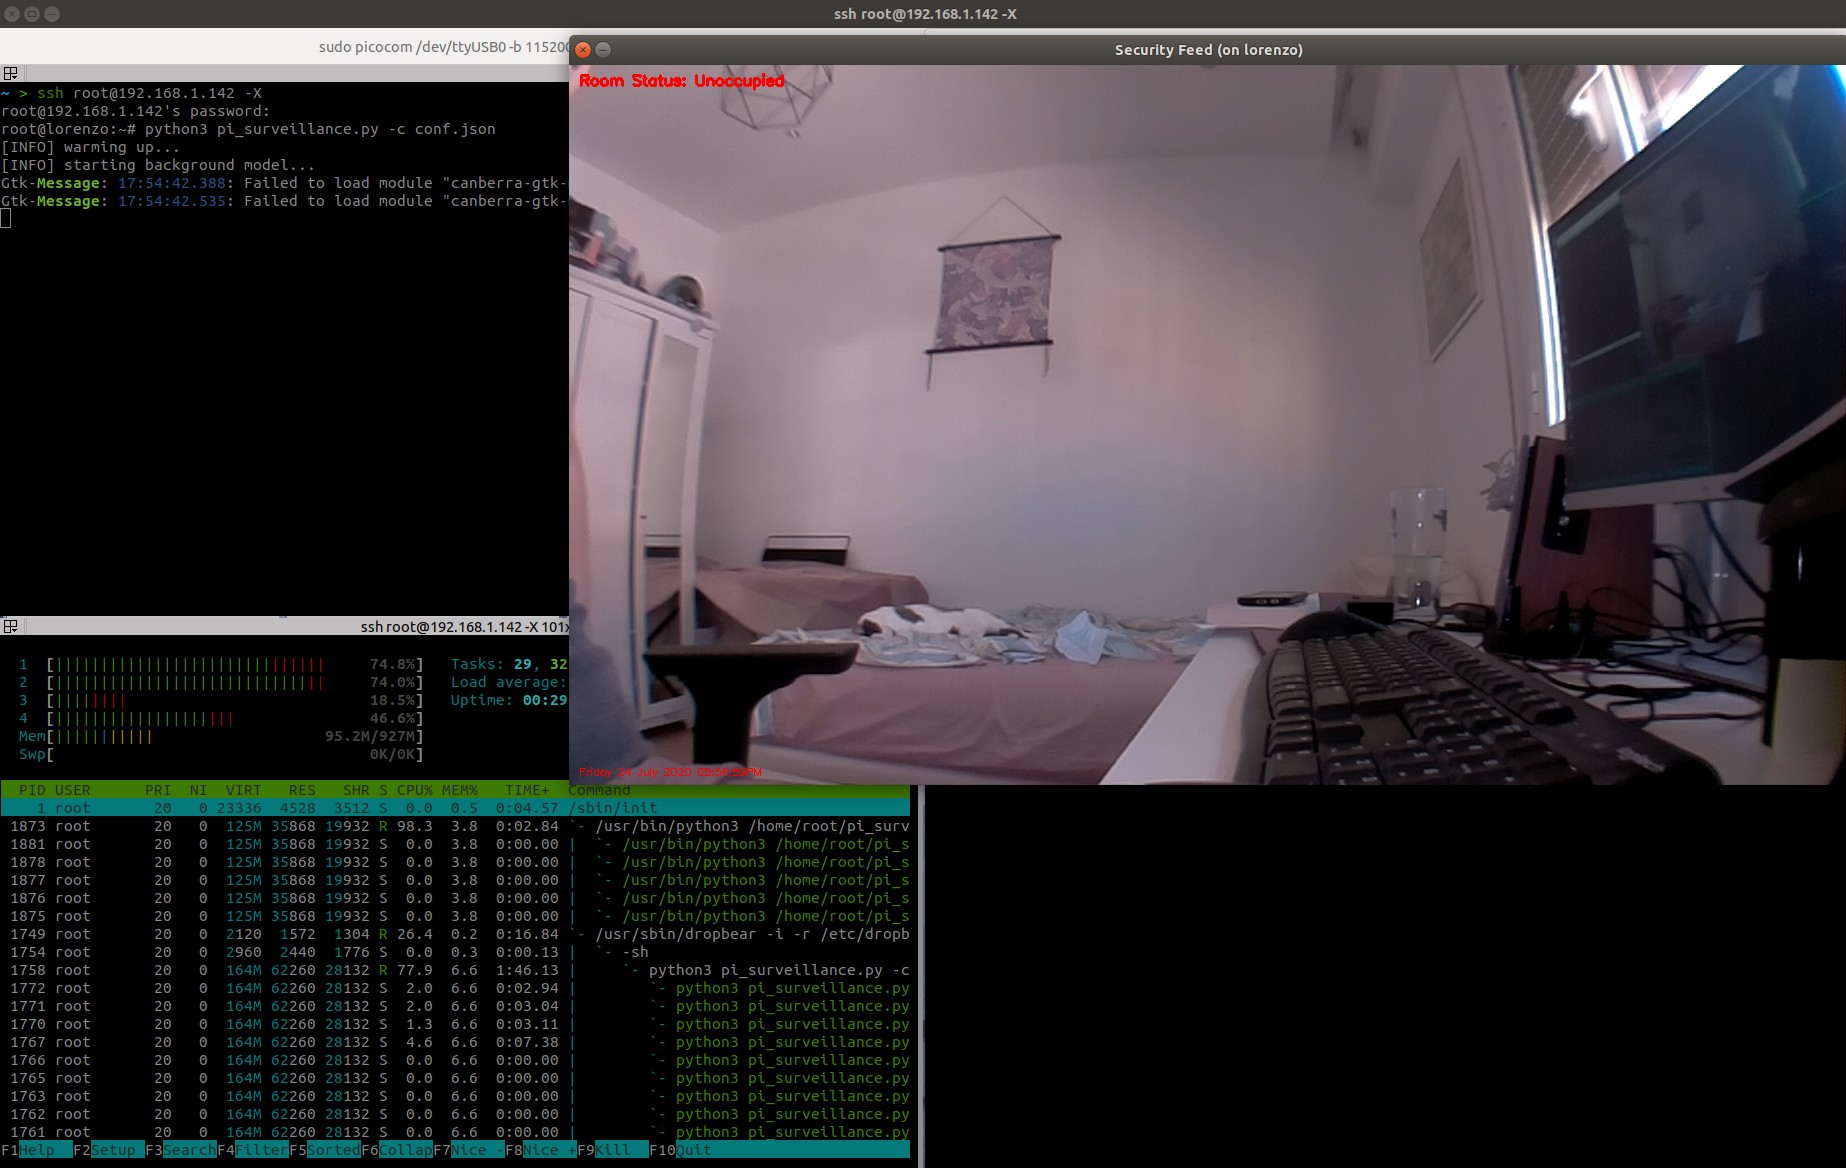 ssh root@192.168.1.142 -X
sudo picocom /dev/ttyUSB0 -b 115200
~ > ssh root@192.168.1.142 -X
root@192.168.1.142's password:
root@lorenzo:~# python3 pi_surveillance.py -c conf.json
[INFO] warming up...
[INFO] starting background model...
Gtk-Message: 17:54:42.388: Failed to load module "canberra-gtk-
Gtk-Message: 17:54:42.535: Failed to load module "canberra-gtk-
Security Feed (on lorenzo)
Room Status: Unoccupied
ssh root@192.168.1.142 -X 101x
1 [ 74.8%] Tasks: 29, 32
2 [ 74.0%] Load average:
3 [ 18.5%] Uptime: 00:29
4 [ 46.6%]
Mem[ 95.2M/927M]
Swp[ 0K/0K]
Friday 24 July 2020
PID USER PRI NI VIRT RES SHR S CPU% MEM% TIME+ Command
1 root 20 0 23336 4528 3512 S 0.0 0.5 0:04.57 /sbin/init
1873 root 20 0 125M 35868 19932 R 98.3 3.8 0:02.84 `- /usr/bin/python3 /home/root/pi_surv
1881 root 20 0 125M 35868 19932 S 0.0 3.8 0:00.00 | `- /usr/bin/python3 /home/root/pi_s
1878 root 20 0 125M 35868 19932 S 0.0 3.8 0:00.00 | `- /usr/bin/python3 /home/root/pi_s
1877 root 20 0 125M 35868 19932 S 0.0 3.8 0:00.00 | `- /usr/bin/python3 /home/root/pi_s
1876 root 20 0 125M 35868 19932 S 0.0 3.8 0:00.00 | `- /usr/bin/python3 /home/root/pi_s
1875 root 20 0 125M 35868 19932 S 0.0 3.8 0:00.00 | `- /usr/bin/python3 /home/root/pi_s
1749 root 20 0 2120 1572 1304 R 26.4 0.2 0:16.84 `- /usr/sbin/dropbear -i -r /etc/dropb
1754 root 20 0 2960 2440 1776 S 0.0 0.3 0:00.13 | `- -sh
1758 root 20 0 164M 62260 28132 R 77.9 6.6 1:46.13 | `- python3 pi_surveillance.py -c
1772 root 20 0 164M 62260 28132 S 2.0 6.6 0:02.94 | `- python3 pi_surveillance.py
1771 root 20 0 164M 62260 28132 S 2.0 6.6 0:03.04 | `- python3 pi_surveillance.py
1770 root 20 0 164M 62260 28132 S 1.3 6.6 0:03.11 | `- python3 pi_surveillance.py
1767 root 20 0 164M 62260 28132 S 4.6 6.6 0:07.38 | `- python3 pi_surveillance.py
1766 root 20 0 164M 62260 28132 S 0.0 6.6 0:00.00 | `- python3 pi_surveillance.py
1765 root 20 0 164M 62260 28132 S 0.0 6.6 0:00.00 | `- python3 pi_surveillance.py
1763 root 20 0 164M 62260 28132 S 0.0 6.6 0:00.00 | `- python3 pi_surveillance.py
1762 root 20 0 164M 62260 28132 S 0.0 6.6 0:00.00 | `- python3 pi_surveillance.py
1761 root 20 0 164M 62260 28132 S 0.0 6.6 0:00.00 | `- python3 pi_surveillance.py
F1Help F2Setup F3SearchF4FilterF5SortedF6CollapF7Nice -F8Nice +F9Kill F10Quit